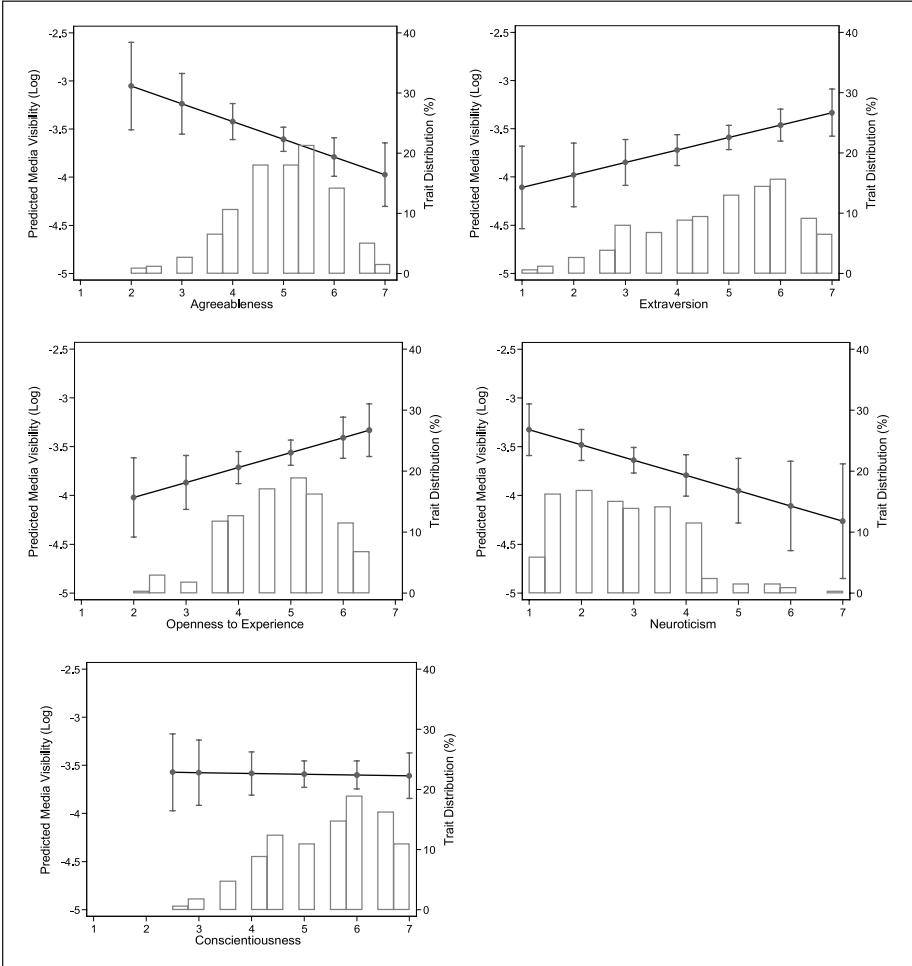 Predicted Media Visibility (Log)
-2.5
-3
-3.5
-4
-4.5
-5
Trait Distribution (%)
40
30
20
10
0
1 2 3 4 5 6 7
Agreeableness
Predicted Media Visibility (Log)
-2.5
-3
-3.5
-4
-4.5
-5
Trait Distribution (%)
40
30
20
10
0
1 2 3 4 5 6 7
Extraversion
Predicted Media Visibility (Log)
-2.5
-3
-3.5
-4
-4.5
-5
Trait Distribution (%)
40
30
20
10
0
1 2 3 4 5 6 7
Openness to Experience
Predicted Media Visibility (Log)
-2.5
-3
-3.5
-4
-4.5
-5
Trait Distribution (%)
40
30
20
10
0
1 2 3 4 5 6 7
Neuroticism
Predicted Media Visibility (Log)
-2.5
-3
-3.5
-4
-4.5
-5
Trait Distribution (%)
40
30
20
10
0
1 2 3 4 5 6 7
Conscientiousness